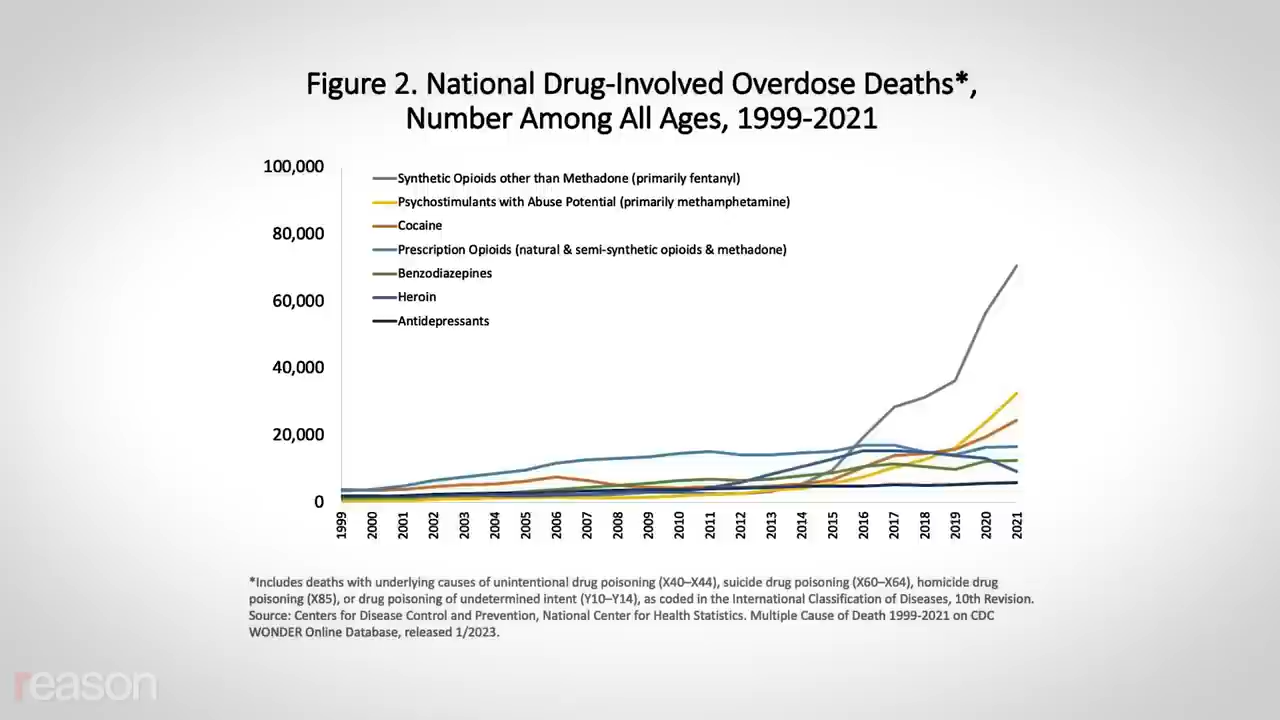 Figure 2. National Drug-Involved Overdose Deaths*,
Number Among All Ages, 1999-2021
100,000
80,000
60,000
40,000
20,000
0
Synthetic Opioids other than Methadone (primarily fentanyl)
Psychostimulants with Abuse Potential (primarily methamphetamine)
Cocaine
Prescription Opioids (natural & semi-synthetic opioids & methadone)
Benzodiazepines
Heroin
Antidepressants
1999
2000
2001
2002
2003
2004
2005
2006
2007
2008
2009
2010
2011
2012
2013
2014
2015
2016
2017
2018
2019
2020
2021
*Includes deaths with underlying causes of unintentional drug poisoning (X40–X44), suicide drug poisoning (X60–X64), homicide drug
poisoning (X85), or drug poisoning of undetermined intent (Y10–Y14), as coded in the International Classification of Diseases, 10th Revision.
Source: Centers for Disease Control and Prevention, National Center for Health Statistics. Multiple Cause of Death 1999-2021 on CDC
WONDER Online Database, released 1/2023.
reason